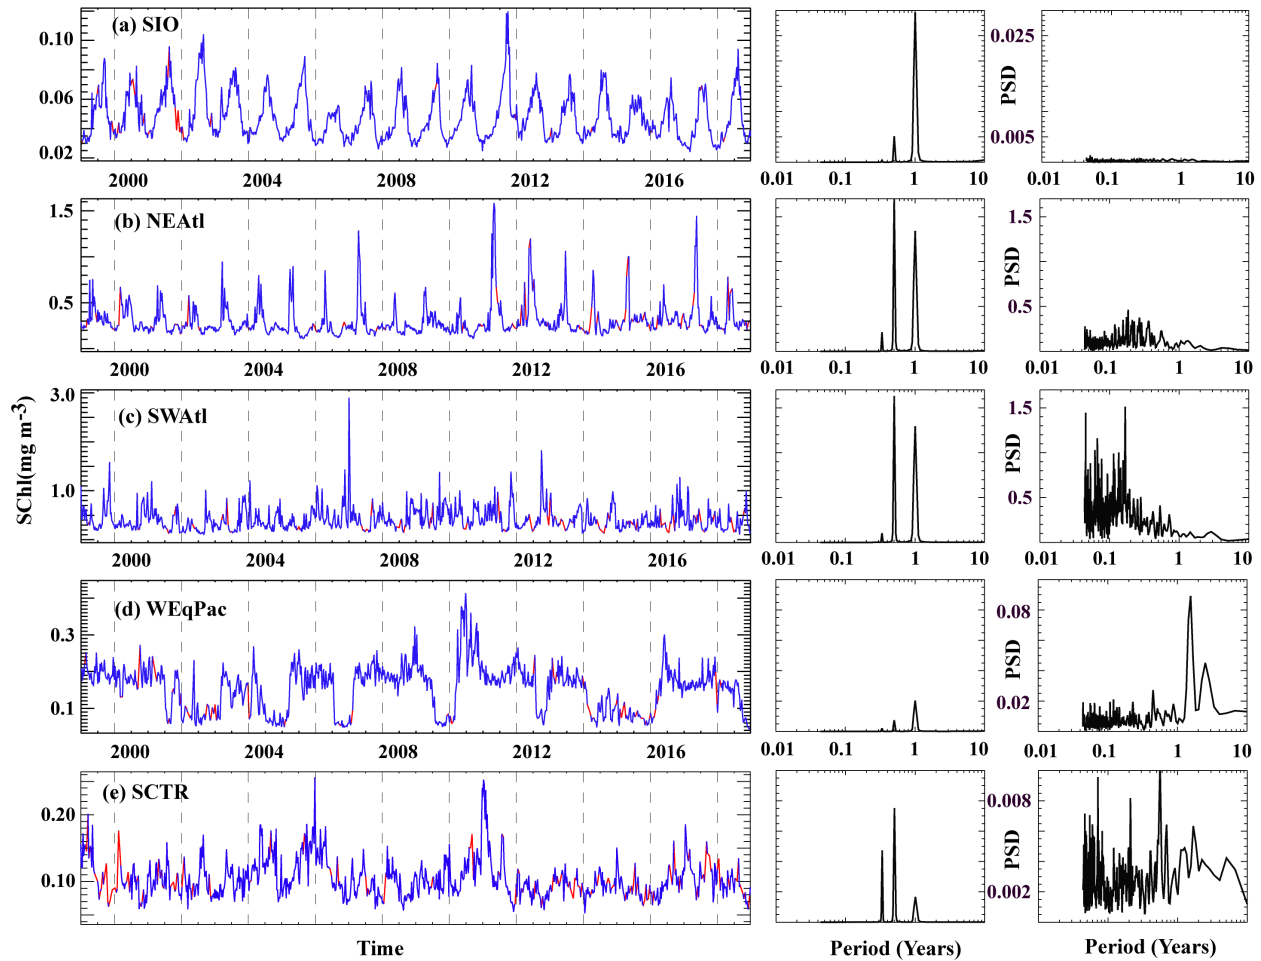 (a) SIO
0.10
0.06
0.02
2000 2004 2008 2012 2016
0.01 0.1 1 10
PSD
0.025
0.005
0.01 0.1 1 10
(b) NEAtl
1.5
0.5
2000 2004 2008 2012 2016
0.01 0.1 1 10
PSD
1.5
0.5
0.01 0.1 1 10
SChl(mg m-3)
(c) SWAtl
3.0
1.0
2000 2004 2008 2012 2016
0.01 0.1 1 10
PSD
1.5
0.5
0.01 0.1 1 10
(d) WEqPac
0.3
0.1
2000 2004 2008 2012 2016
0.01 0.1 1 10
PSD
0.08
0.02
0.01 0.1 1 10
(e) SCTR
0.20
0.10
PSD
0.008
0.002
Time
Period (Years)
Period (Years)